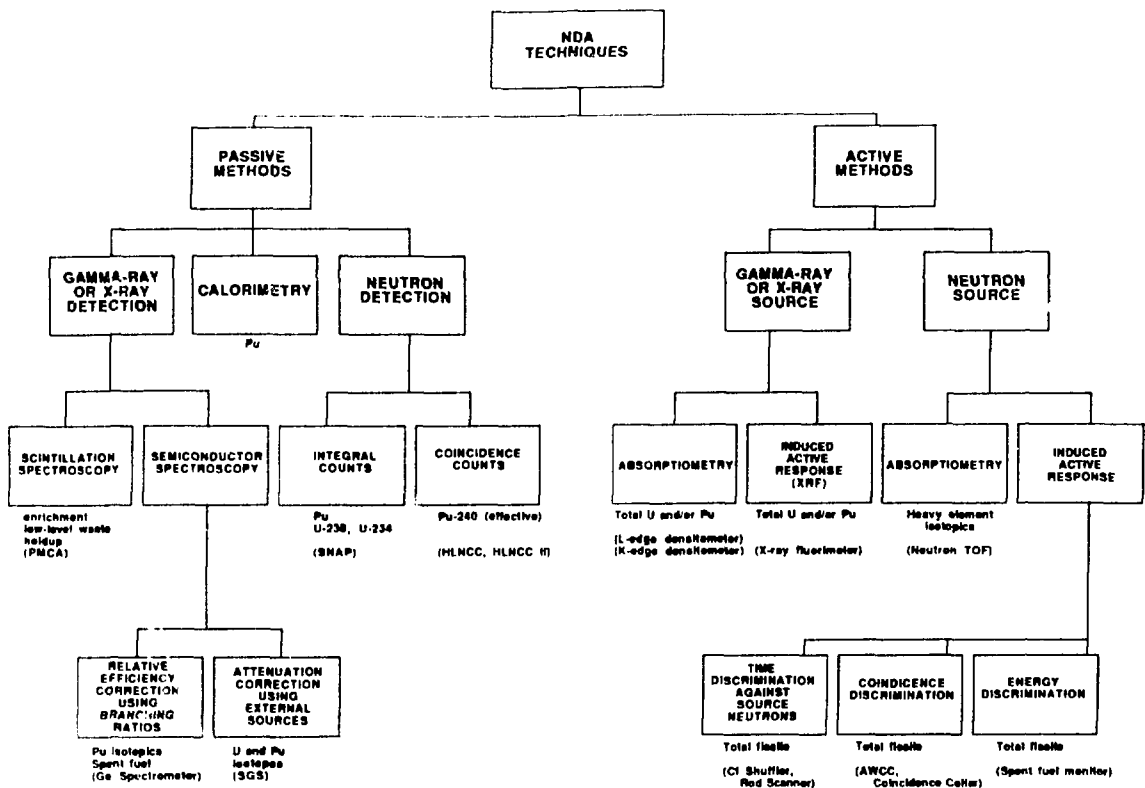 NDA
TECHNIQUES
PASSIVE
METHODS
ACTIVE
METHODS
GAMMA-RAY
OR X-RAY
DETECTION
CALORIMETRY
Pu
NEUTRON
DETECTION
GAMMA-RAY
OR X-RAY
SOURCE
NEUTRON
SOURCE
SCINTILLATION
SPECTROSCOPY
enrichment
low-level waste
holdup
(PMCA)
SEMICONDUCTOR
SPECTROSCOPY
INTEGRAL
COUNTS
Pu
U-238, U-234
(SNAP)
COINCIDENCE
COUNTS
Pu-240 (effective)
(HLNCC, HLNCC II)
ABSORPTIOMETRY
Total U and/or Pu
(L-edge densitometer)
(K-edge densitometer)
INDUCED
ACTIVE
RESPONSE
(XRF)
Total U and/or Pu
(X-ray fluorimeter)
ABSORPTIOMETRY
Heavy element
isotopics
(Neutron TOF)
INDUCED
ACTIVE
RESPONSE
RELATIVE
EFFICIENCY
CORRECTION
USING
BRANCHING
RATIOS
Pu isotopics
Spent fuel
(Ge Spectrometer)
ATTENUATION
CORRECTION
USING
EXTERNAL
SOURCES
U and Pu
isotopes
(SGS)
TIME
DISCRIMINATION
AGAINST
SOURCE
NEUTRONS
Total fissile
(Cf Shuffler,
Rod Scanner)
COINDICENCE
DISCRIMINATION
Total fissile
(AWCC,
Coincidence Collar)
ENERGY
DISCRIMINATION
Total fissile
(Spent fuel monitor)